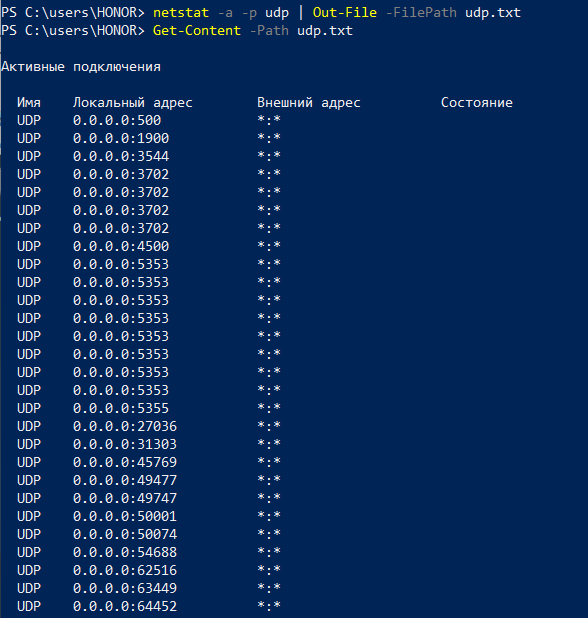 PS C:\users\HONOR> netstat -a -p udp | Out-File -FilePath udp.txt
PS C:\users\HONOR> Get-Content -Path udp.txt
Активные подключения
Имя Локальный адрес Внешний адрес Состояние
UDP 0.0.0.0:500 *:*
UDP 0.0.0.0:1900 *:*
UDP 0.0.0.0:3544 *:*
UDP 0.0.0.0:3702 *:*
UDP 0.0.0.0:3702 *:*
UDP 0.0.0.0:3702 *:*
UDP 0.0.0.0:3702 *:*
UDP 0.0.0.0:4500 *:*
UDP 0.0.0.0:5353 *:*
UDP 0.0.0.0:5353 *:*
UDP 0.0.0.0:5353 *:*
UDP 0.0.0.0:5353 *:*
UDP 0.0.0.0:5353 *:*
UDP 0.0.0.0:5353 *:*
UDP 0.0.0.0:5353 *:*
UDP 0.0.0.0:5353 *:*
UDP 0.0.0.0:5355 *:*
UDP 0.0.0.0:27036 *:*
UDP 0.0.0.0:31303 *:*
UDP 0.0.0.0:45769 *:*
UDP 0.0.0.0:49477 *:*
UDP 0.0.0.0:49747 *:*
UDP 0.0.0.0:50001 *:*
UDP 0.0.0.0:50074 *:*
UDP 0.0.0.0:54688 *:*
UDP 0.0.0.0:62516 *:*
UDP 0.0.0.0:63449 *:*
UDP 0.0.0.0:64452 *:*